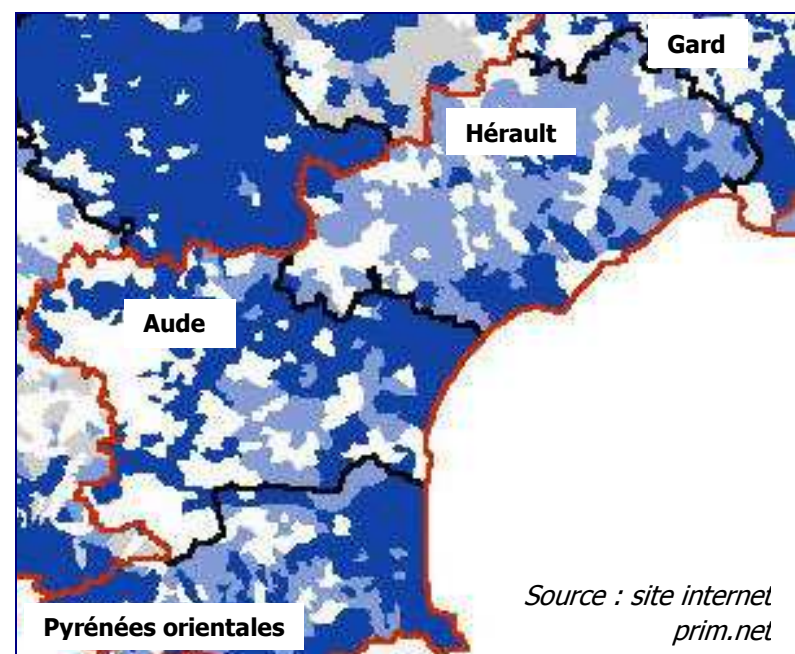 Gard
Hérault
Aude
Source : site internet
prim.net
Pyrénées orientales